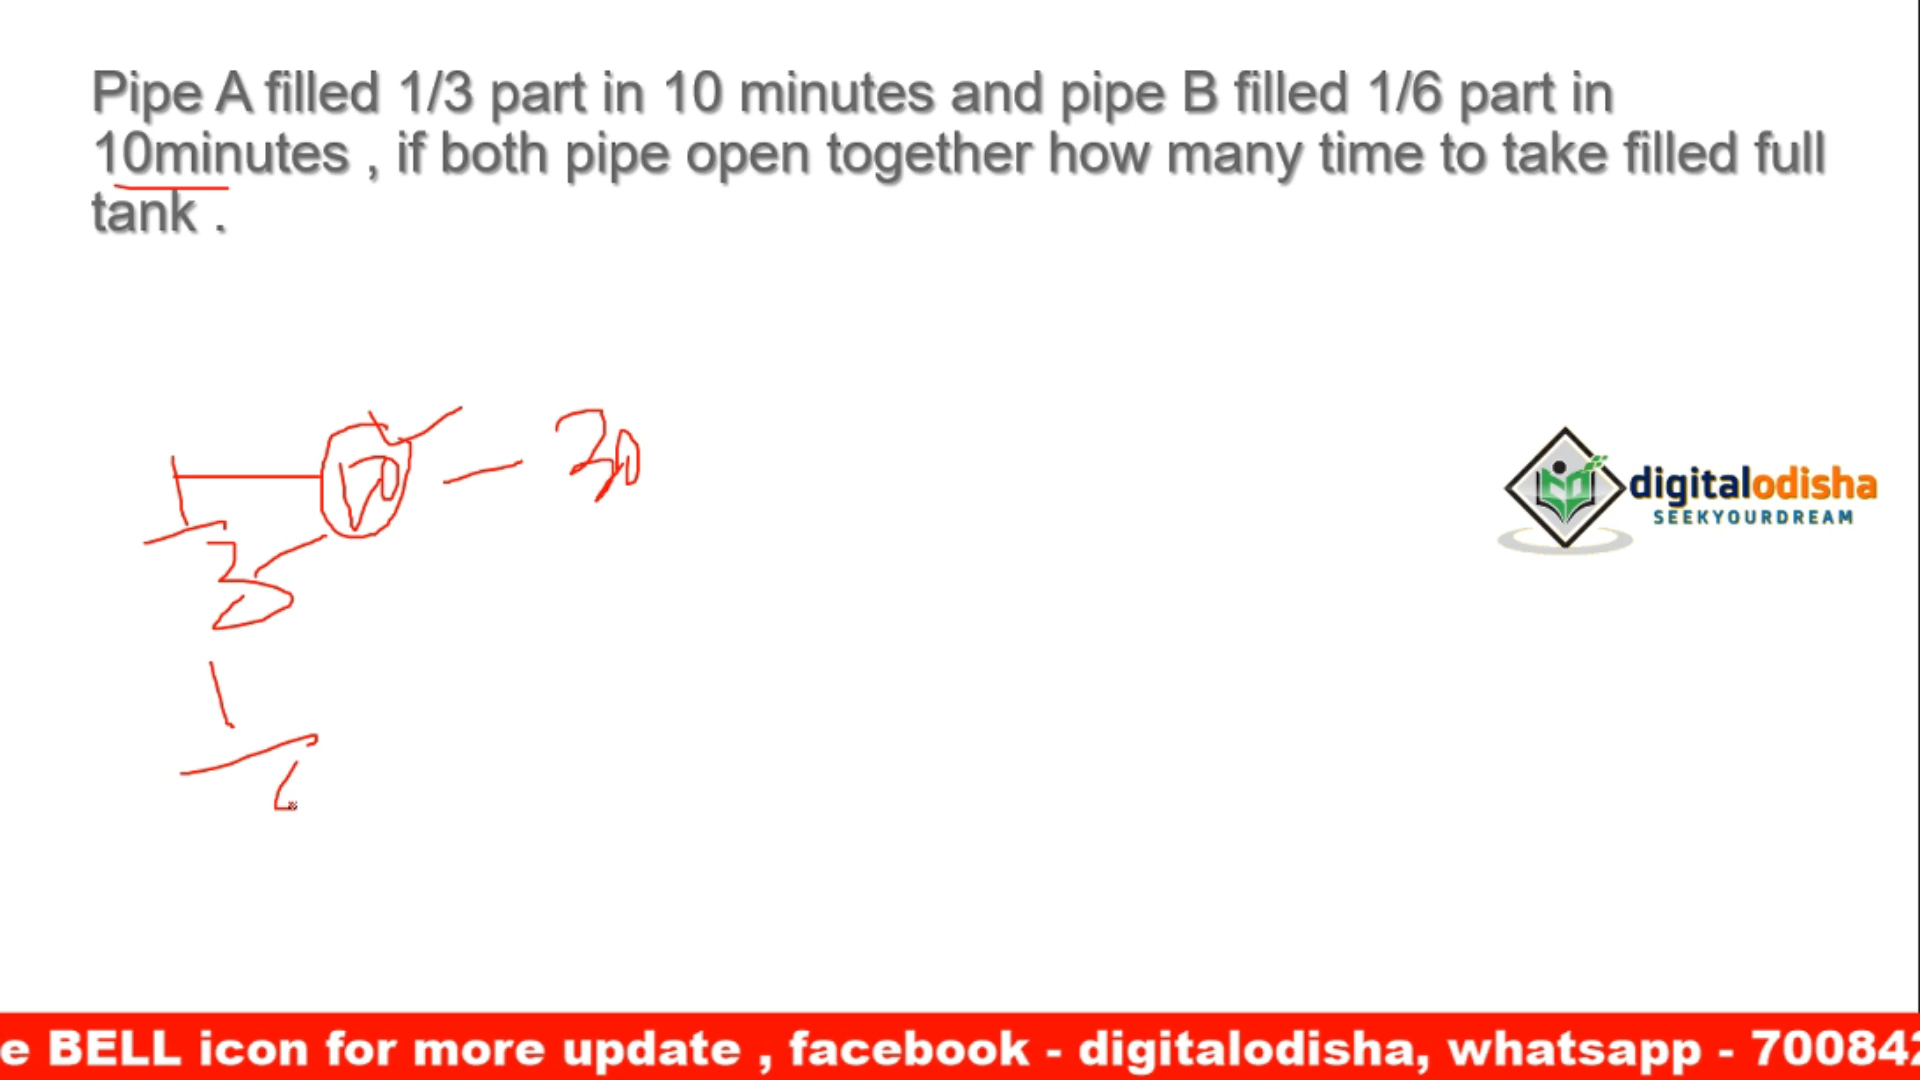 Pipe A filled 1/3 part in 10 minutes and pipe B filled 1/6 part in
10minutes , if both pipe open together how many time to take filled full
tank .
1 10 - 30
3
1
digitalodisha
SEEKYOURDREAM
e BELL icon for more update , facebook - digitalodisha, whatsapp - 70084